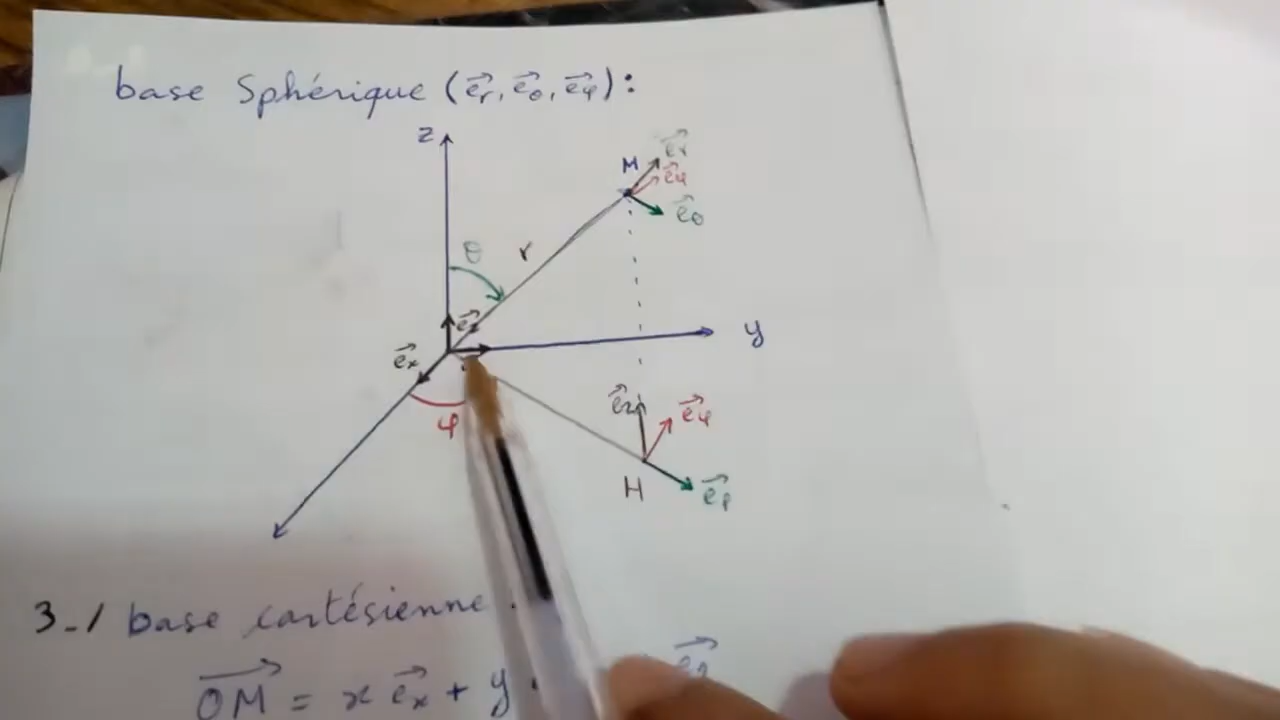 base Sphérique (e⃗r, e⃗θ, e⃗φ) :
z
M
e⃗r
e⃗φ
e⃗θ
θ
r
e⃗z
y
e⃗x
φ
e⃗z
e⃗φ
H
e⃗ρ
3-/ base cartésienne
OM⃗ = x e⃗x + y